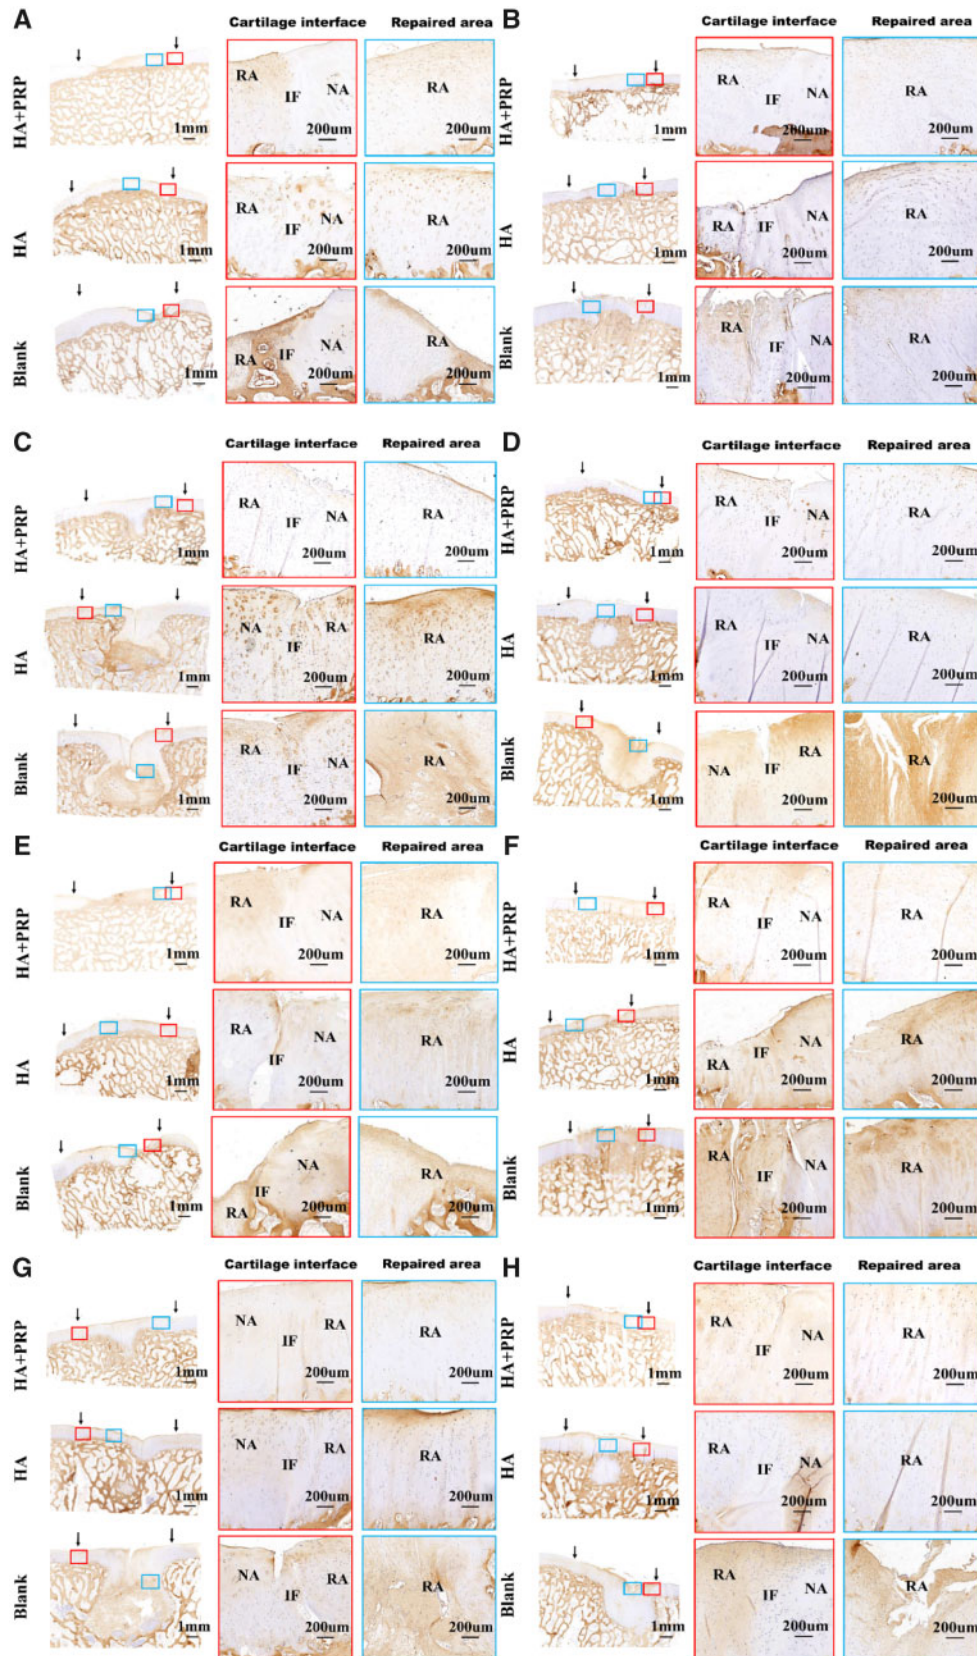 A
Cartilage interface
Repaired area
HA+PRP
1mm
RA
IF
NA
200um
RA
200um
HA
1mm
RA
IF
NA
200um
RA
200um
Blank
1mm
RA
IF
NA
200um
RA
200um
B
Cartilage interface
Repaired area
HA+PRP
1mm
RA
IF
NA
200um
RA
200um
HA
1mm
RA
IF
NA
200um
RA
200um
Blank
1mm
RA
IF
NA
200um
RA
200um
C
Cartilage interface
Repaired area
HA+PRP
1mm
RA
IF
NA
200um
RA
200um
HA
1mm
NA
IF
RA
200um
RA
200um
Blank
1mm
RA
IF
NA
200um
RA
200um
D
Cartilage interface
Repaired area
HA+PRP
1mm
RA
IF
NA
200um
RA
200um
HA
1mm
RA
IF
NA
200um
RA
200um
Blank
1mm
NA
IF
RA
200um
RA
200um
E
Cartilage interface
Repaired area
HA+PRP
1mm
RA
IF
NA
200um
RA
200um
HA
1mm
RA
IF
NA
200um
RA
200um
Blank
1mm
RA
IF
NA
200um
RA
200um
F
Cartilage interface
Repaired area
HA+PRP
1mm
RA
IF
NA
200um
RA
200um
HA
1mm
RA
IF
NA
200um
RA
200um
Blank
1mm
RA
IF
NA
200um
RA
200um
G
Cartilage interface
Repaired area
HA+PRP
1mm
NA
IF
RA
200um
RA
200um
HA
1mm
NA
IF
RA
200um
RA
200um
Blank
1mm
NA
IF
RA
200um
RA
200um
H
Cartilage interface
Repaired area
HA+PRP
1mm
RA
IF
NA
200um
RA
200um
HA
1mm
RA
IF
NA
200um
RA
200um
Blank
1mm
RA
IF
NA
200um
RA
200um